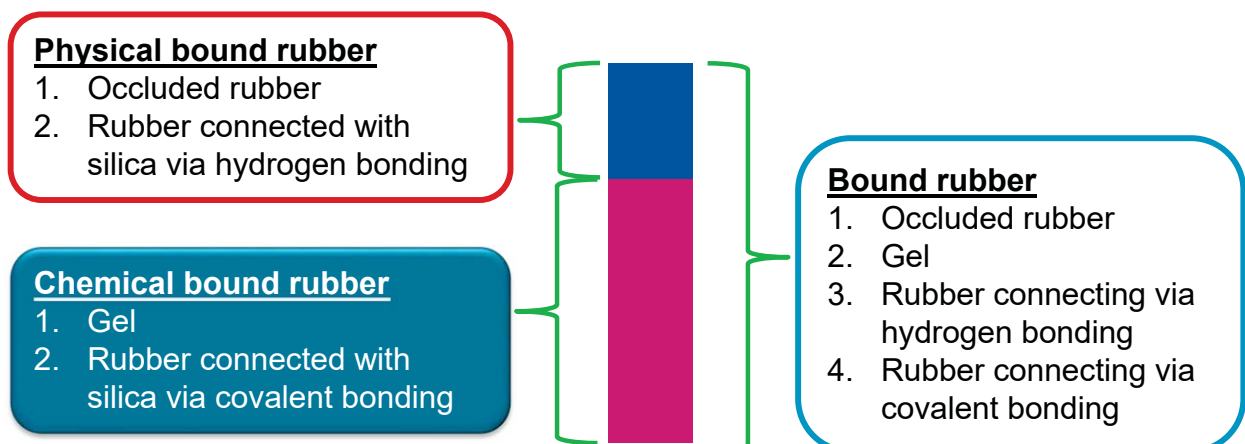 Physical bound rubber
1. Occluded rubber
2. Rubber connected with
silica via hydrogen bonding
Chemical bound rubber
1. Gel
2. Rubber connected with
silica via covalent bonding
Bound rubber
1. Occluded rubber
2. Gel
3. Rubber connecting via
hydrogen bonding
4. Rubber connecting via
covalent bonding